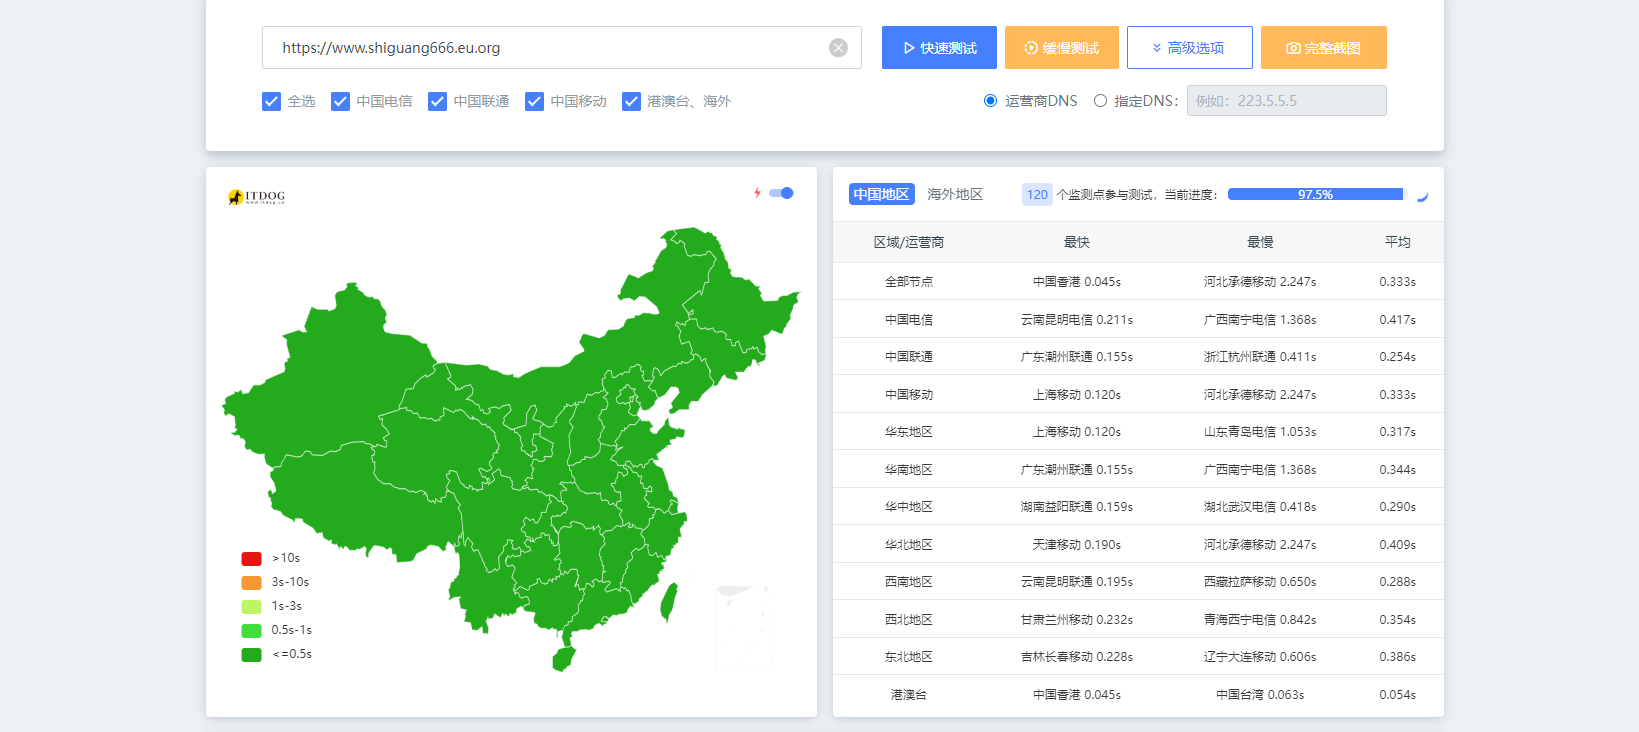 https://www.shiguang666.eu.org
快速测试
缓慢测试
高级选项
完整截图
全选 中国电信 中国联通 中国移动 港澳台、海外
运营商DNS 指定DNS： 例如：223.5.5.5
ITDOG
www.itdog.cn
>10s
3s-10s
1s-3s
0.5s-1s
<=0.5s
中国地区 海外地区 120 个监测点参与测试，当前进度： 97.5%
区域/运营商 最快 最慢 平均
全部节点 中国香港 0.045s 河北承德移动 2.247s 0.333s
中国电信 云南昆明电信 0.211s 广西南宁电信 1.368s 0.417s
中国联通 广东潮州联通 0.155s 浙江杭州联通 0.411s 0.254s
中国移动 上海移动 0.120s 河北承德移动 2.247s 0.333s
华东地区 上海移动 0.120s 山东青岛电信 1.053s 0.317s
华南地区 广东潮州联通 0.155s 广西南宁电信 1.368s 0.344s
华中地区 湖南益阳联通 0.159s 湖北武汉电信 0.418s 0.290s
华北地区 天津移动 0.190s 河北承德移动 2.247s 0.409s
西南地区 云南昆明联通 0.195s 西藏拉萨移动 0.650s 0.288s
西北地区 甘肃兰州移动 0.232s 青海西宁电信 0.842s 0.354s
东北地区 吉林长春移动 0.228s 辽宁大连移动 0.606s 0.386s
港澳台 中国香港 0.045s 中国台湾 0.063s 0.054s